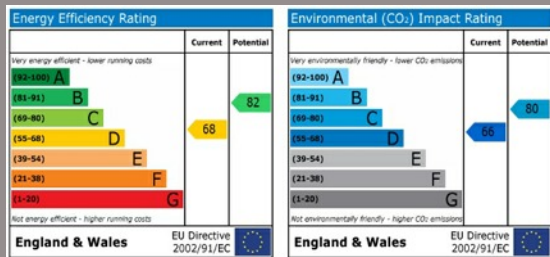 Energy Efficiency Rating
Current Potential
Very energy efficient - lower running costs
(92-100) A
(81-91) B
82
(69-80) C
(55-68) D
68
(39-54) E
(21-38) F
(1-20) G
Not energy efficient - higher running costs
England & Wales
EU Directive
2002/91/EC
Environmental (CO₂) Impact Rating
Current Potential
Very environmentally friendly - lower CO₂ emissions
(92-100) A
(81-91) B
(69-80) C
80
(55-68) D
66
(39-54) E
(21-38) F
(1-20) G
Not environmentally friendly - higher CO₂ emissions
England & Wales
EU Directive
2002/91/EC